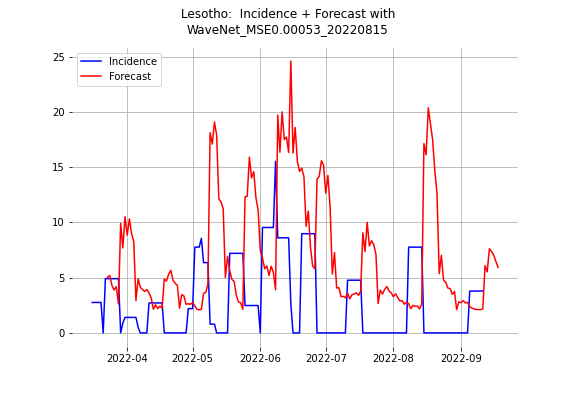 Lesotho:  Incidence + Forecast with
WaveNet_MSE0.00053_20220815
Incidence
Forecast
25
20
15
10
5
0
2022-04 2022-05 2022-06 2022-07 2022-08 2022-09